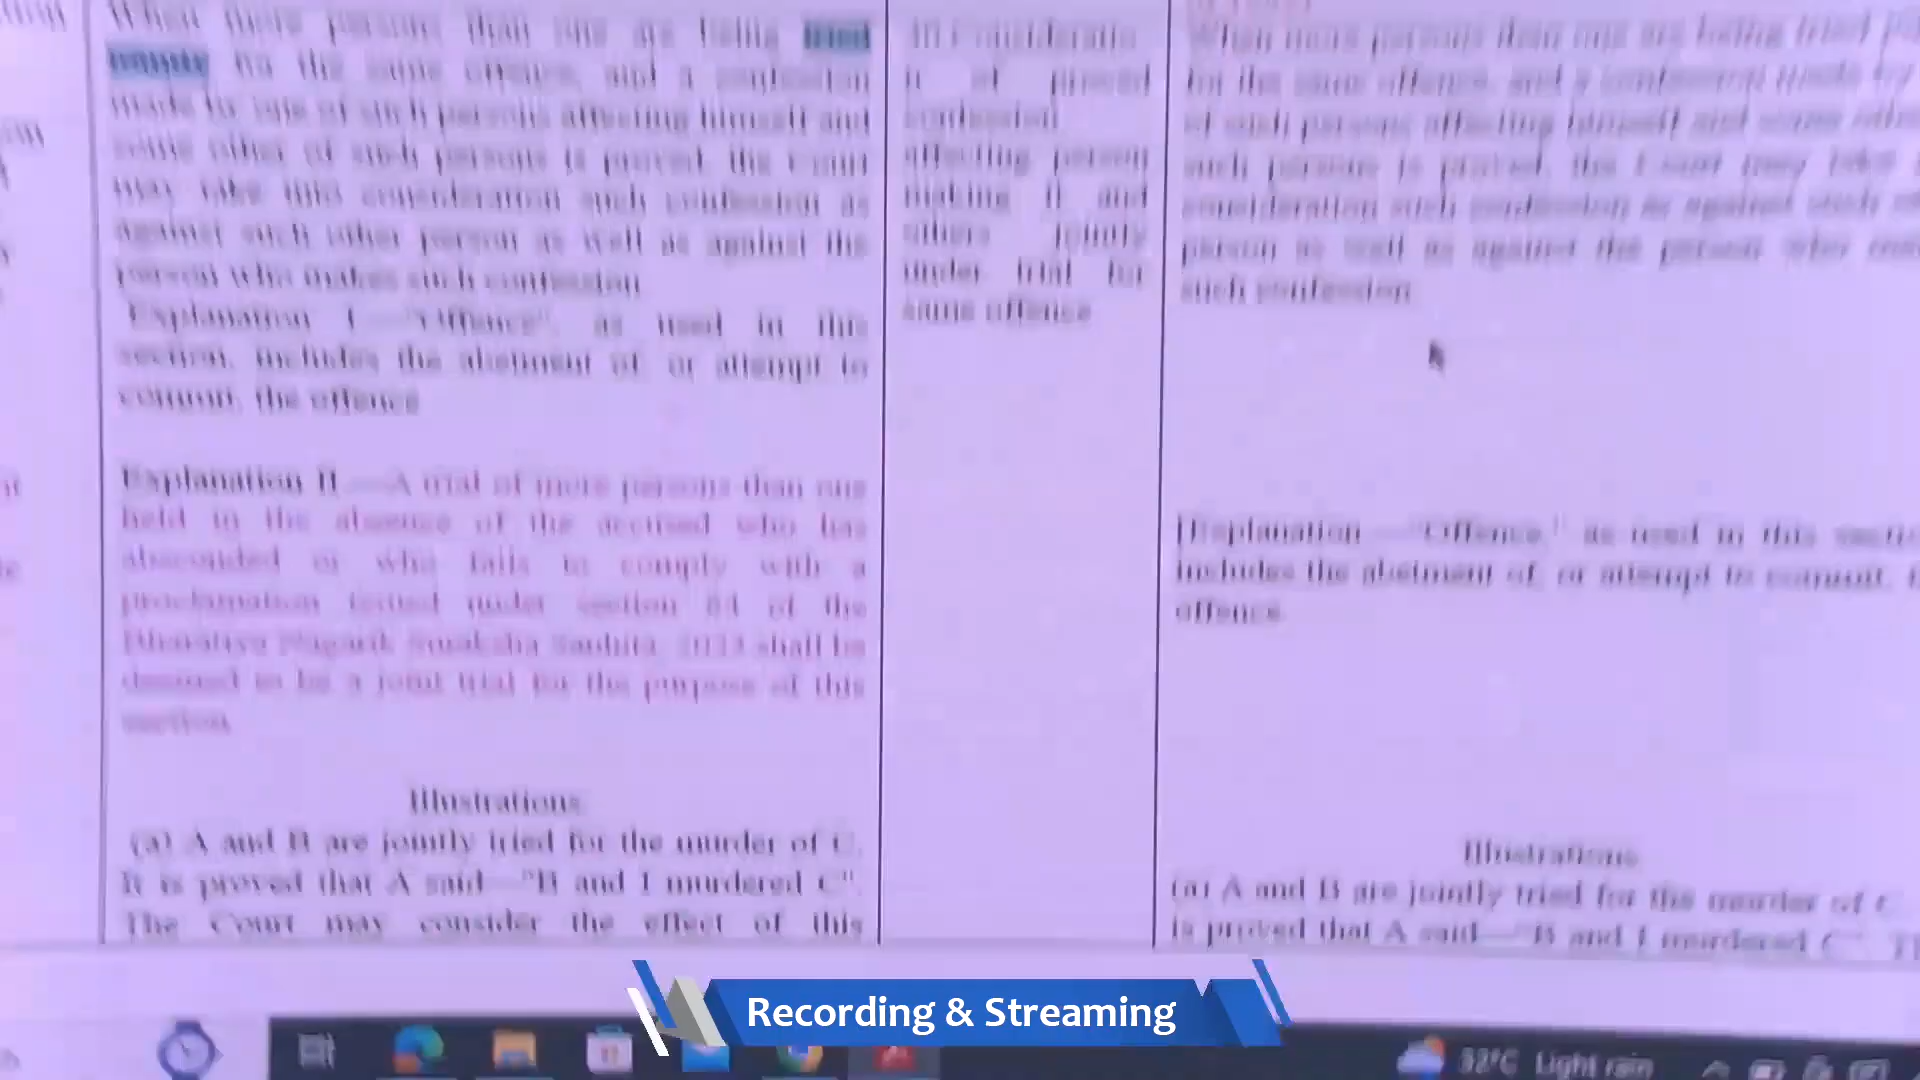 When more persons than one are being tried
jointly for the same offence, and a confession
made by one of such persons affecting himself and
some other of such persons is proved, the Court
may take into consideration such confession as
against such other person as well as against the
person who makes such confession
Explanation I.—"Offence", as used in this
section, includes the abetment of, or attempt to
commit, the offence
Explanation II.—A trial of more persons than one
held in the absence of the accused who has
absconded or who fails to comply with a
proclamation issued under section 84 of the
Bharatiya Nagarik Suraksha Sanhita, 2023 shall be
deemed to be a joint trial for the purpose of this
section
Illustrations
(a) A and B are jointly tried for the murder of C.
It is proved that A said—"B and I murdered C".
The Court may consider the effect of this
Consideratio
n of proved
confession
affecting person
making it and
others jointly
under trial for
same offence
When more persons than one are being tried
for the same offence, and a confession made by
of such persons affecting himself and some other
such persons is proved, the Court may take
consideration such confession as against such
person as well as against the person who
such confession
[Explanation.—"Offence," as used in this
includes the abetment of, or attempt to commit,
offence
Illustrations
(a) A and B are jointly tried for the murder of C.
is proved that A said—"B and I murdered C".
Recording & Streaming
32°C Light rain